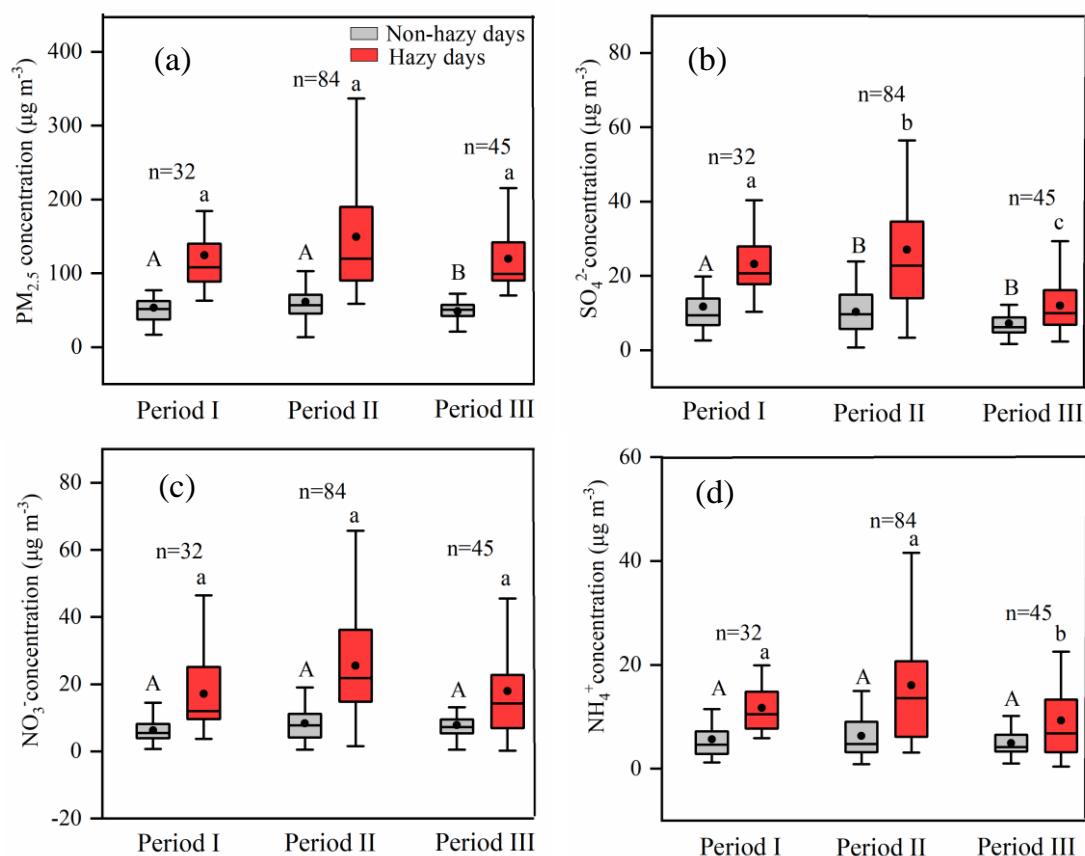 (a)
Non-hazy days
Hazy days
PM2.5 concentration (μg m-3)
400
300
200
100
0
n=32
n=84
n=45
A
a
A
a
B
a
Period I
Period II
Period III
(b)
SO42-concentration (μg m-3)
80
60
40
20
0
n=32
n=84
n=45
A
a
B
b
B
c
Period I
Period II
Period III
(c)
NO3-concentration (μg m-3)
80
60
40
20
0
-20
n=32
n=84
n=45
A
a
A
a
A
a
Period I
Period II
Period III
(d)
NH4+concentration (μg m-3)
60
40
20
0
n=32
n=84
n=45
A
a
A
a
A
b
Period I
Period II
Period III